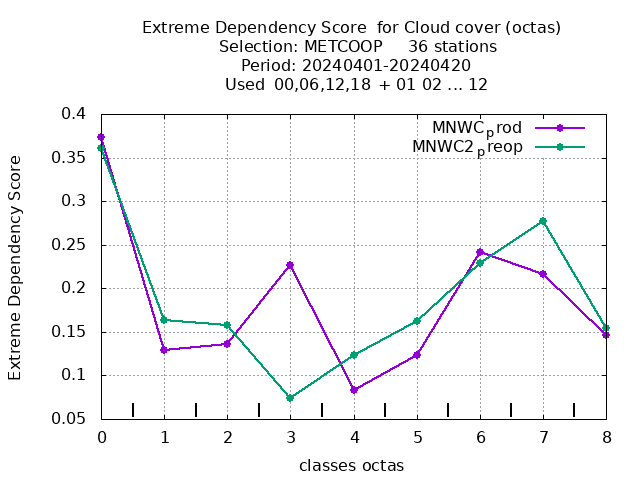 Extreme Dependency Score  for Cloud cover (octas)
Selection: METCOOP     36 stations
Period: 20240401-20240420
Used  00,06,12,18 + 01 02 ... 12
MNWCprod
MNWC2preop
Extreme Dependency Score
0.4
0.35
0.3
0.25
0.2
0.15
0.1
0.05
0 1 2 3 4 5 6 7 8
classes octas